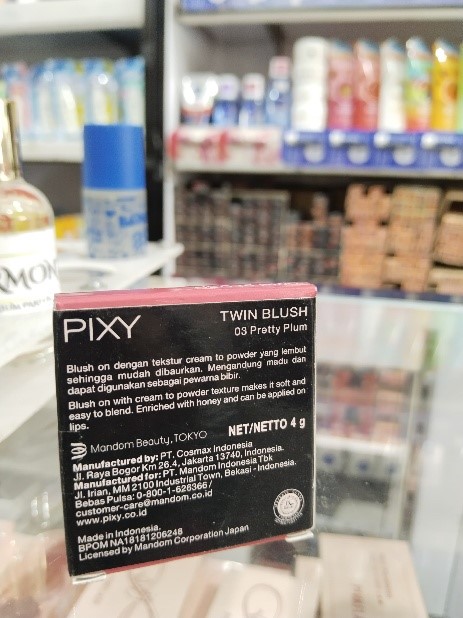 PIXY
TWIN BLUSH
03 Pretty Plum
Blush on dengan tekstur cream to powder yang lembut
sehingga mudah dibaurkan. Mengandung madu dan
dapat digunakan sebagai pewarna bibir.
Blush on with cream to powder texture makes it soft and
easy to blend. Enriched with honey and can be applied on
lips.
Mandom Beauty, TOKYO
NET/NETTO 4 g
Manufactured by: PT. Cosmax Indonesia
Jl. Raya Bogor Km 26.4, Jakarta 13740, Indonesia.
Manufactured for: PT. Mandom Indonesia Tbk
Jl. Irian, MM 2100 Industrial Town, Bekasi - Indonesia.
Bebas Pulsa: 0-800-1-626366
customer-care@mandom.co.id
www.pixy.co.id
Made in Indonesia.
BPOM NA18181206248
Licensed by Mandom Corporation Japan